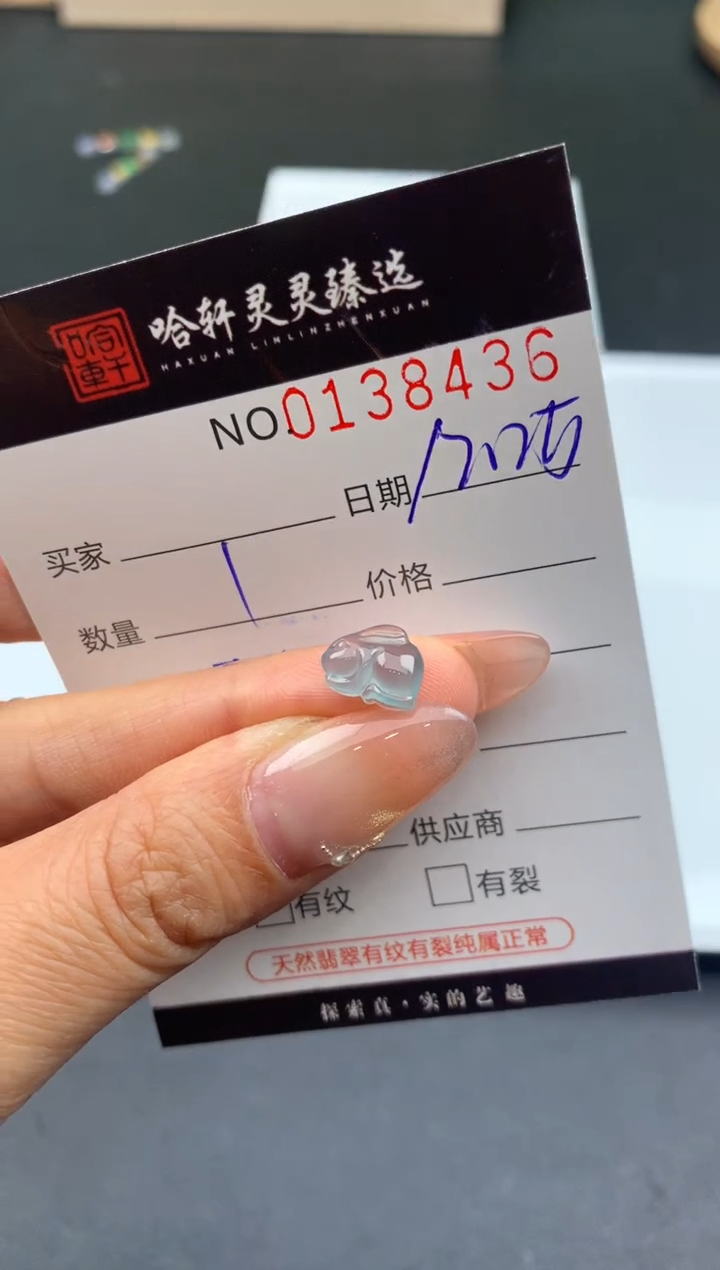 哈轩灵灵臻选
HAXUAN LINLINZHENXUAN
NO.0138436
买家 日期
数量 1 价格
供应商
有纹 有裂
天然翡翠有纹有裂纯属正常
探索真·实的艺趣